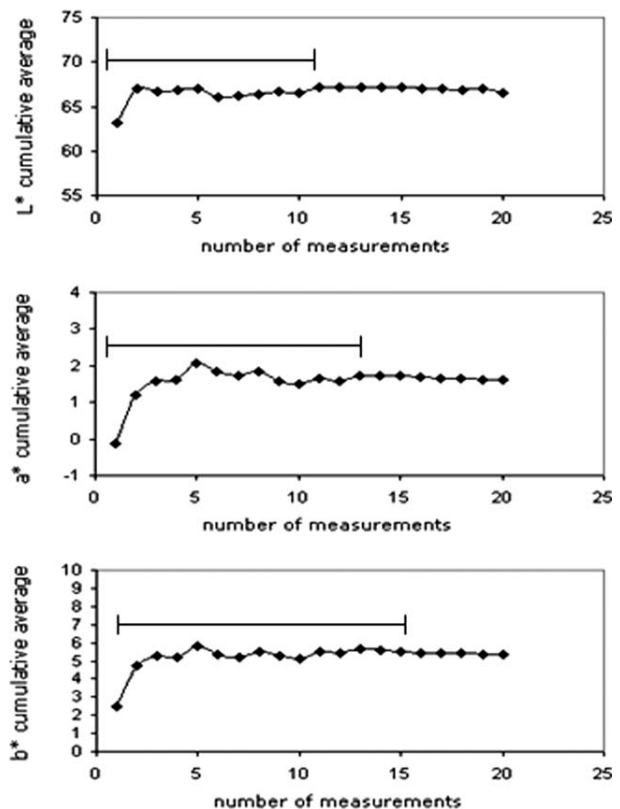 L* cumulative average
75
70
65
60
55
0 5 10 15 20 25
number of measurements
a* cumulative average
4
3
2
1
0
-1
0 5 10 15 20 25
number of measurements
b* cumulative average
10
9
8
7
6
5
4
3
2
1
0
0 5 10 15 20 25
number of measurements